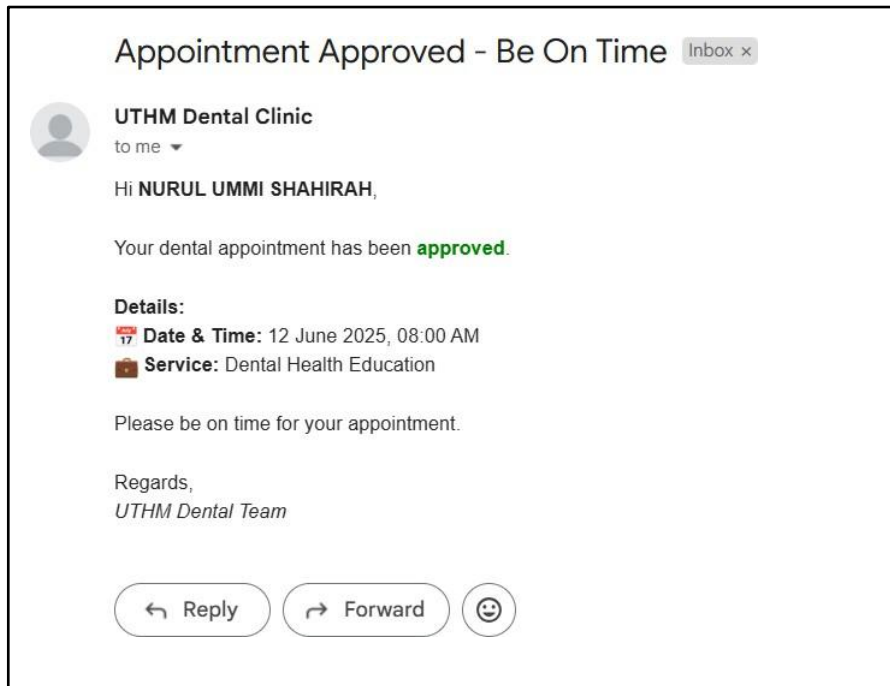 Appointment Approved - Be On Time Inbox ×
UTHM Dental Clinic
to me
Hi NURUL UMMI SHAHIRAH,
Your dental appointment has been approved.
Details:
📅 Date & Time: 12 June 2025, 08:00 AM
💼 Service: Dental Health Education
Please be on time for your appointment.
Regards,
UTHM Dental Team
Reply Forward